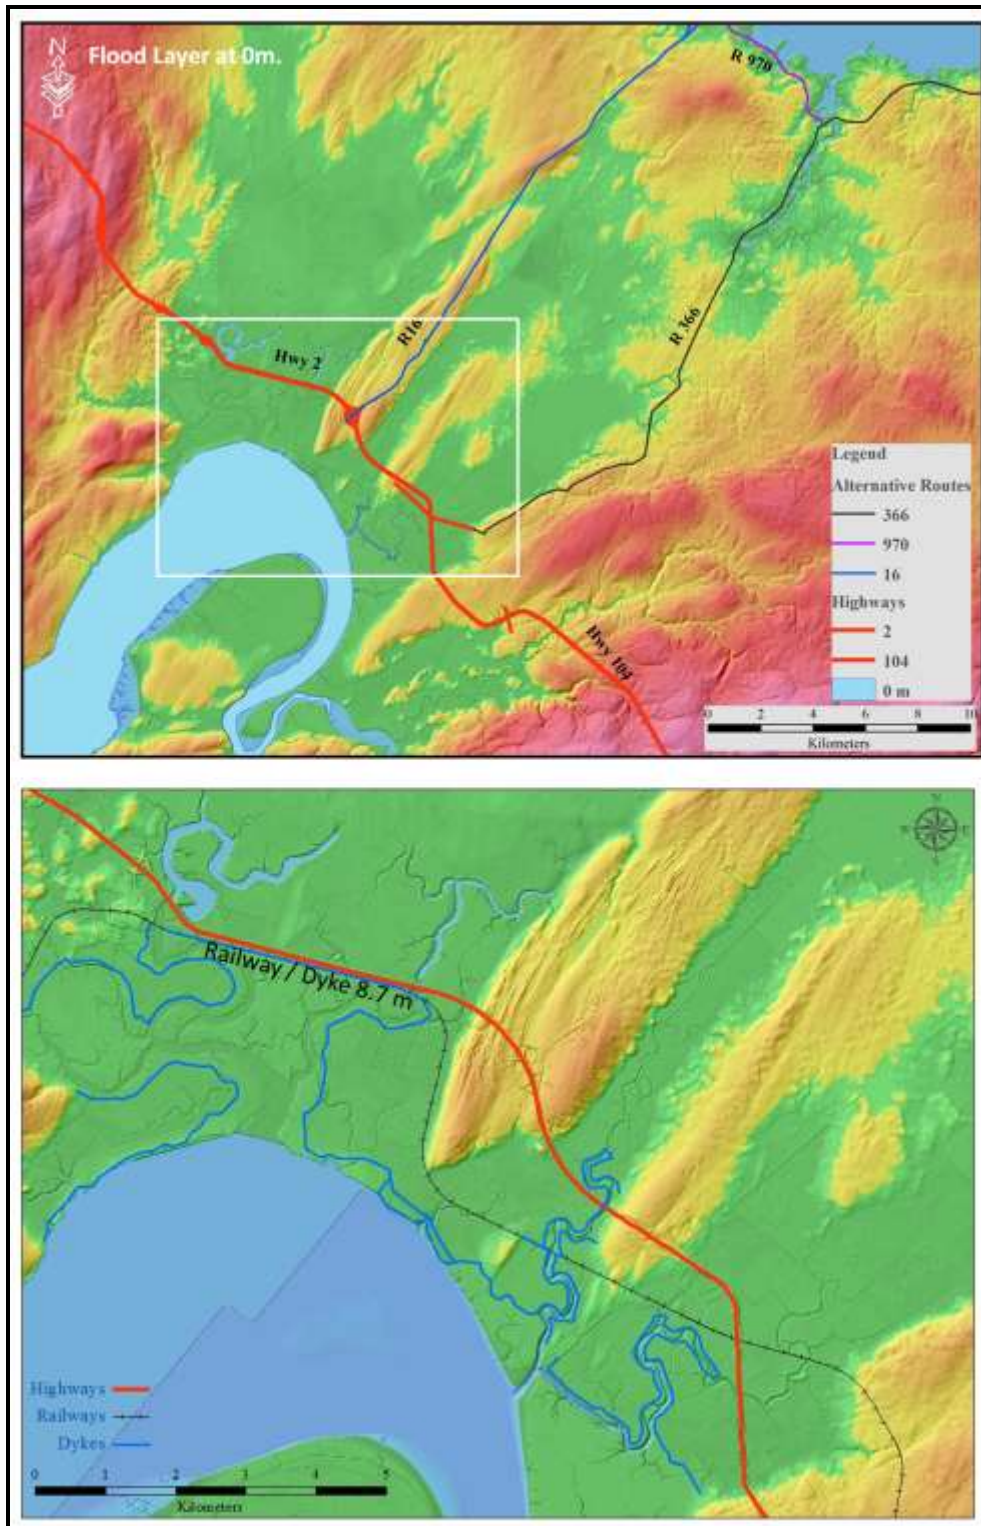 N
Flood Layer at 0m.
R 970
R16
R 366
Hwy 2
Hwy 104
Legend
Alternative Routes
366
970
16
Highways
2
104
0 m
0 2 4 6 8 10
Kilometers
N
W E
Railway / Dyke 8.7 m
Highways
Railways
Dykes
0 1 2 3 4 5
Kilometers